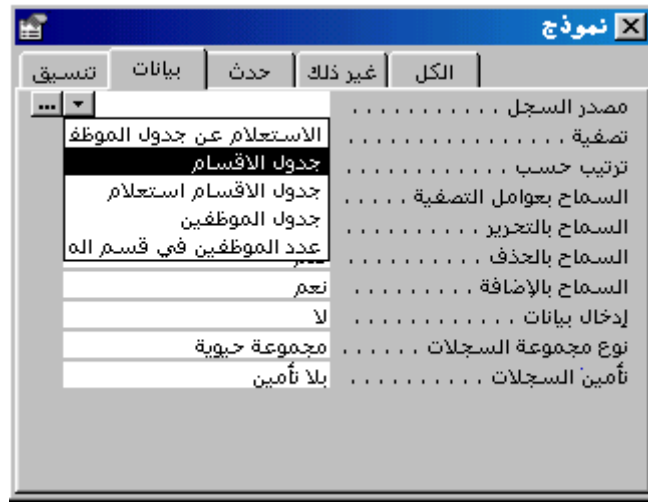 نموذج
الكل غير ذلك حدث بيانات تنسيق
مصدر السجل . . . . . . . . . . .
تصفية . . . . . . . . . . . . . . . .
ترتيب حسب . . . . . . . . . . . .
السماح بعوامل التصفية . . . . .
السماح بالتحرير . . . . . . . . . .
السماح بالحذف . . . . . . . . . .
السماح بالإضافة . . . . . . . . . نعم
إدخال بيانات . . . . . . . . . . . . لا
نوع مجموعة السجلات . . . . . . مجموعة حيوية
تأمين السجلات . . . . . . . . . . بلا تأمين
الاستعلام عن جدول الموظف
جدول الاقسام
جدول الاقسام استعلام
جدول الموظفين
عدد الموظفين في قسم الم